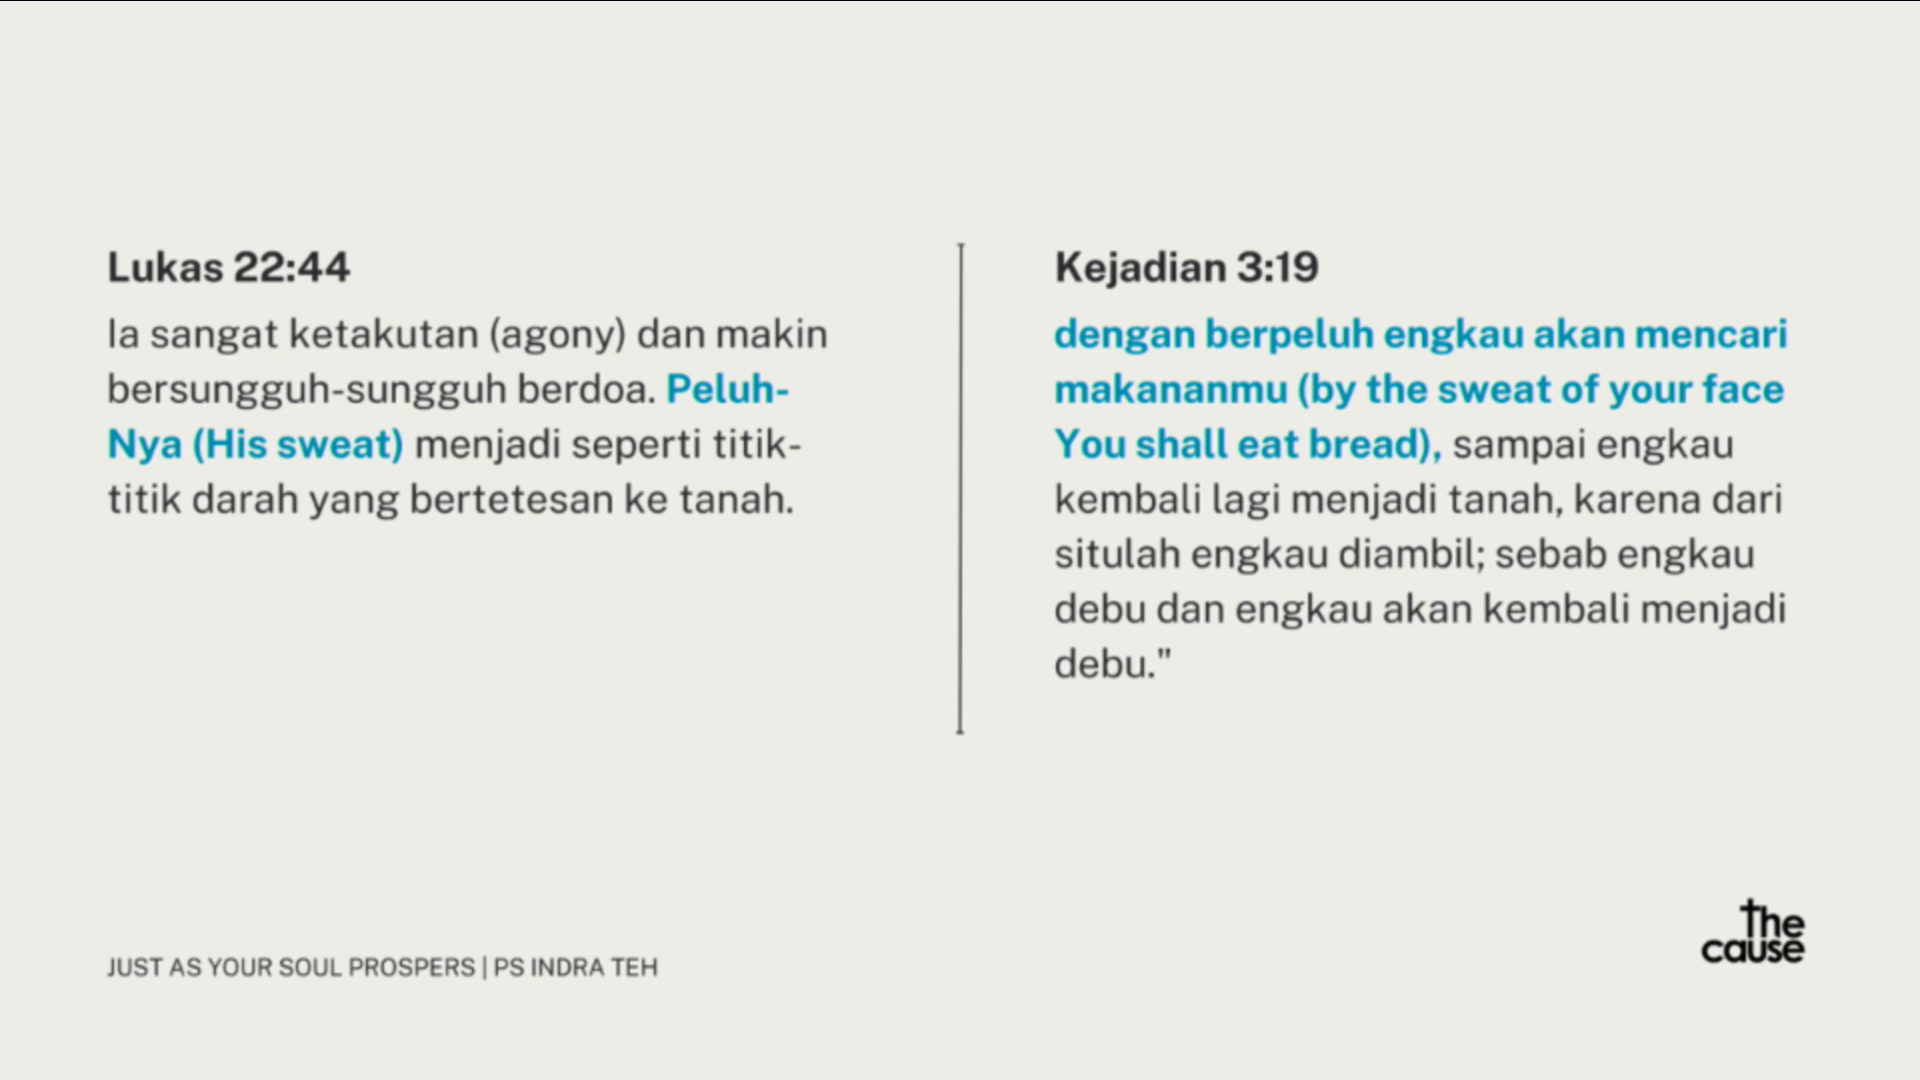 Lukas 22:44
Ia sangat ketakutan (agony) dan makin
bersungguh-sungguh berdoa. Peluh-
Nya (His sweat) menjadi seperti titik-
titik darah yang bertetesan ke tanah.
Kejadian 3:19
dengan berpeluh engkau akan mencari
makananmu (by the sweat of your face
You shall eat bread), sampai engkau
kembali lagi menjadi tanah, karena dari
situlah engkau diambil; sebab engkau
debu dan engkau akan kembali menjadi
debu."
JUST AS YOUR SOUL PROSPERS | PS INDRA TEH
the
cause